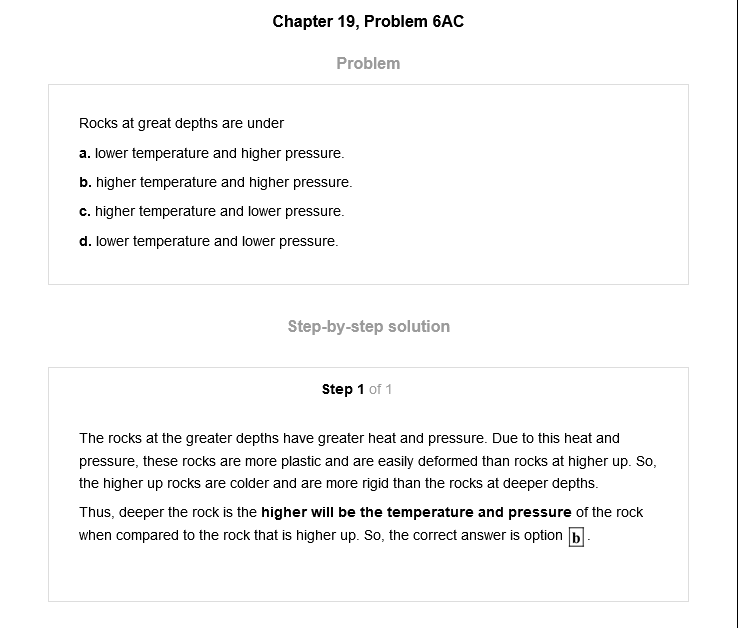 Chapter 19, Problem 6AC
Problem
Rocks at great depths are under
a. lower temperature and higher pressure.
b. higher temperature and higher pressure.
c. higher temperature and lower pressure.
d. lower temperature and lower pressure.
Step-by-step solution
Step 1 of 1
The rocks at the greater depths have greater heat and pressure. Due to this heat and
pressure, these rocks are more plastic and are easily deformed than rocks at higher up. So,
the higher up rocks are colder and are more rigid than the rocks at deeper depths.
Thus, deeper the rock is the higher will be the temperature and pressure of the rock
when compared to the rock that is higher up. So, the correct answer is option b .